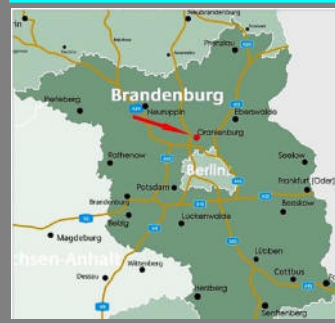 Neubrandenburg
Prenzlau
Perleberg
Brandenburg
Neuruppin
Eberswalde
Oranienburg
Rathenow
Berlin
Seelow
Potsdam
Frankfurt (Oder)
Brandenburg
Beeskow
Belzig
Luckenwalde
Magdeburg
Lübben
chsen-Anhalt
Wittenberg
Dessau
Cottbus
Herzberg
Senftenberg